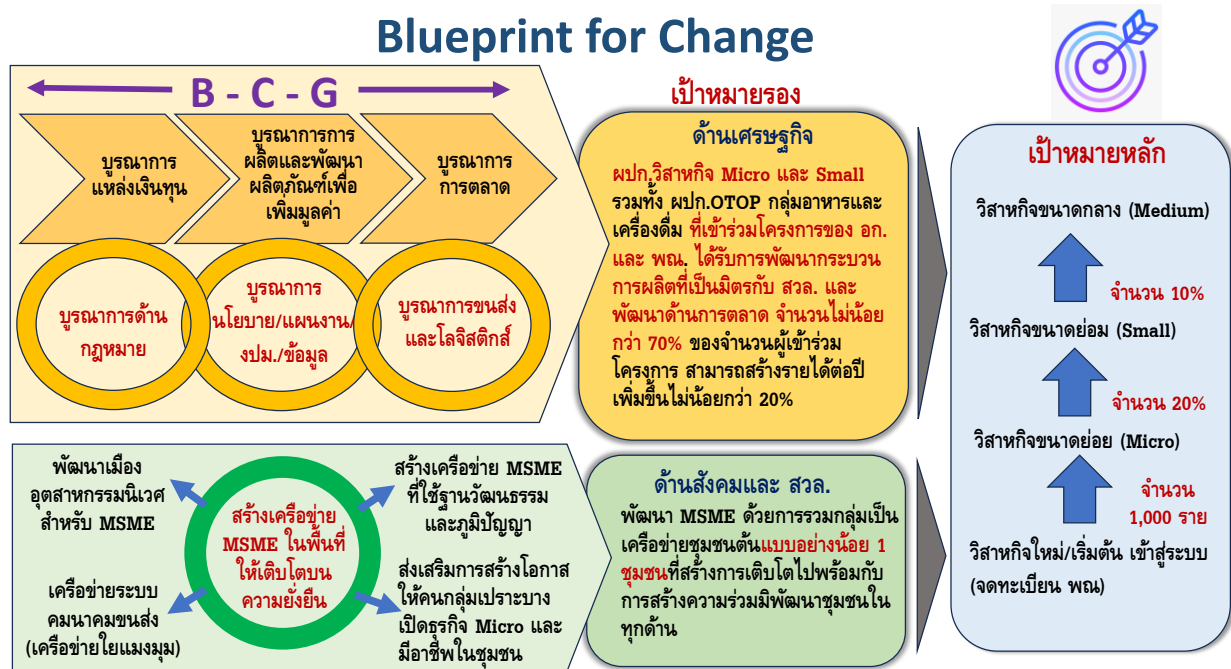 Blueprint for Change
B - C - G
บูรณาการ
แหล่งเงินทุน
บูรณาการการ
ผลิตและพัฒนา
ผลิตภัณฑ์เพื่อ
เพิ่มมูลค่า
บูรณาการ
การตลาด
บูรณาการด้าน
กฎหมาย
บูรณาการ
นโยบาย/แผนงาน/
งปม./ข้อมูล
บูรณาการขนส่ง
และโลจิสติกส์
เป้าหมายรอง
ด้านเศรษฐกิจ
ผปก.วิสาหกิจ Micro และ Small
รวมทั้ง ผปก.OTOP กลุ่มอาหารและ
เครื่องดื่ม ที่เข้าร่วมโครงการของ อก.
และ พณ. ได้รับการพัฒนากระบวน
การผลิตที่เป็นมิตรกับ สวล. และ
พัฒนาด้านการตลาด จำนวนไม่น้อย
กว่า 70% ของจำนวนผู้เข้าร่วม
โครงการ สามารถสร้างรายได้ต่อปี
เพิ่มขึ้นไม่น้อยกว่า 20%
พัฒนาเมือง
อุตสาหกรรมนิเวศ
สำหรับ MSME
เครือข่ายระบบ
คมนาคมขนส่ง
(เครือข่ายใยแมงมุม)
สร้างเครือข่าย
MSME ในพื้นที่
ให้เติบโตบน
ความยั่งยืน
สร้างเครือข่าย MSME
ที่ใช้ฐานวัฒนธรรม
และภูมิปัญญา
ส่งเสริมการสร้างโอกาส
ให้คนกลุ่มเปราะบาง
เปิดธุรกิจ Micro และ
มีอาชีพในชุมชน
ด้านสังคมและ สวล.
พัฒนา MSME ด้วยการรวมกลุ่มเป็น
เครือข่ายชุมชนต้นแบบอย่างน้อย 1
ชุมชนที่สร้างการเติบโตไปพร้อมกับ
การสร้างความร่วมมิพัฒนาชุมชนใน
ทุกด้าน
เป้าหมายหลัก
วิสาหกิจขนาดกลาง (Medium)
จำนวน 10%
วิสาหกิจขนาดย่อม (Small)
จำนวน 20%
วิสาหกิจขนาดย่อย (Micro)
จำนวน
1,000 ราย
วิสาหกิจใหม่/เริ่มต้น เข้าสู่ระบบ
(จดทะเบียน พณ)